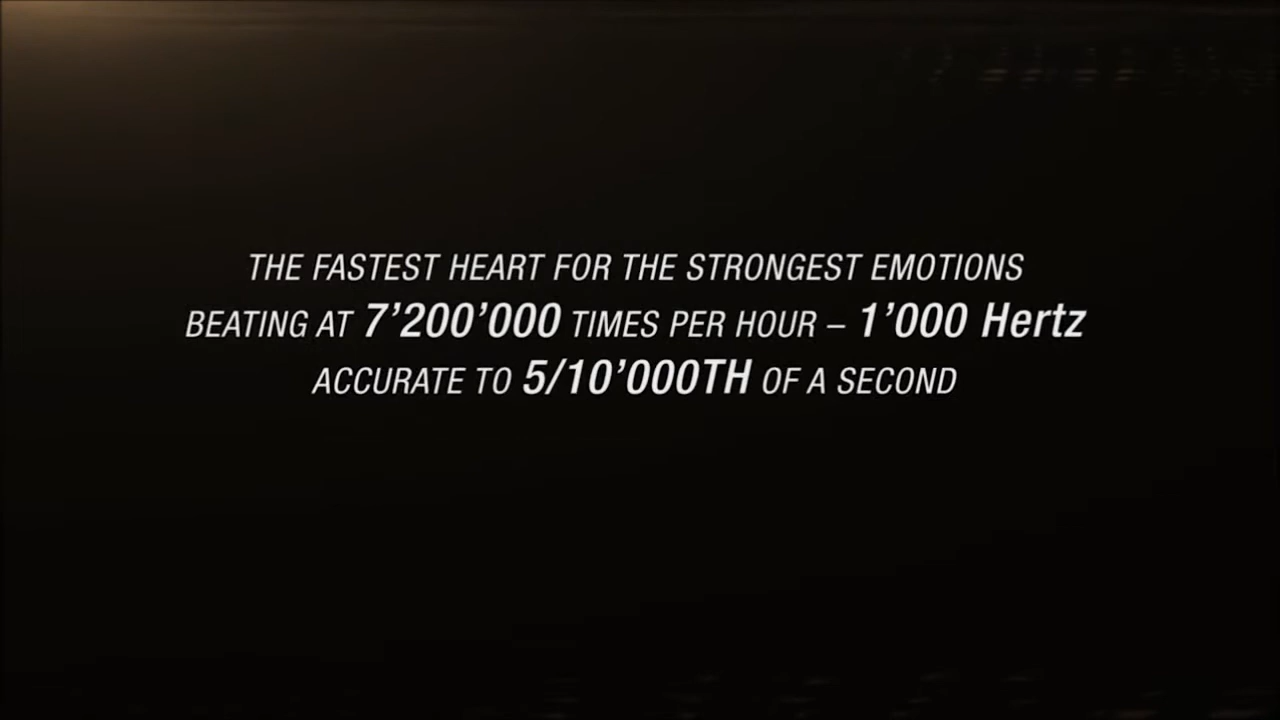 THE FASTEST HEART FOR THE STRONGEST EMOTIONS
BEATING AT 7’200’000 TIMES PER HOUR – 1’000 Hertz
ACCURATE TO 5/10’000TH OF A SECOND